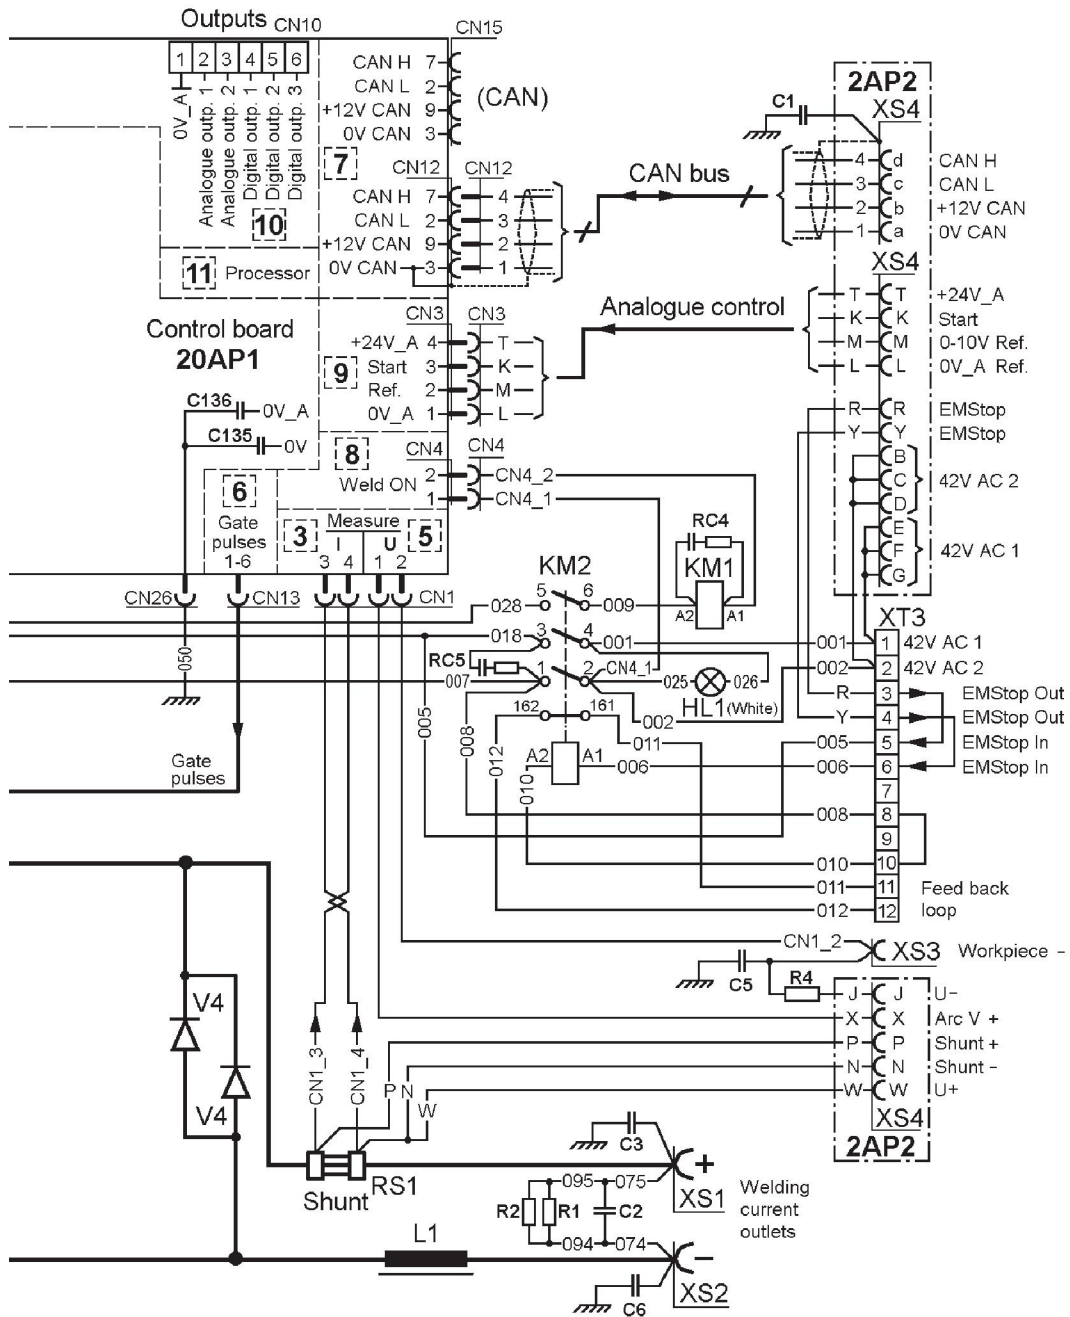 Outputs CN10
1 2 3 4 5 6
0V_A
Analogue outp. 1
Analogue outp. 2
Digital outp. 1
Digital outp. 2
Digital outp. 3
10
CN15
CAN H 7
CAN L 2
+12V CAN 9
0V CAN 3
(CAN)
7
CN12 CN12
CAN H 7 4
CAN L 2 3
+12V CAN 9 2
0V CAN 3 1
11 Processor
CAN bus
2AP2
XS4
C1
4 d CAN H
3 c CAN L
2 b +12V CAN
1 a 0V CAN
XS4
Control board
20AP1
CN3 CN3
+24V_A 4 T
9 Start 3 K
Ref. 2 M
0V_A 1 L
Analogue control
T T +24V_A
K K Start
M M 0-10V Ref.
L L 0V_A Ref.
R R EMStop
Y Y EMStop
B
C 42V AC 2
D
E
F 42V AC 1
G
C136 0V_A
C135 0V
8 CN4 CN4
2 CN4_2
Weld ON
1 CN4_1
6
Gate
pulses
1-6
3 Measure 5
I U
3 4 1 2
CN26 CN13 CN1
050
Gate
pulses
RC4
KM1
A2 A1
KM2
028 5 6 009
018 3 4 001
RC5
007 1 2 CN4_1
025 026
HL1 (White)
002
162 161
011
A2 A1 006
005
008
012
010
XT3
001 1 42V AC 1
002 2 42V AC 2
R 3 EMStop Out
Y 4 EMStop Out
005 5 EMStop In
006 6 EMStop In
7
008 8
9
010 10
011 11 Feed back
012 12 loop
CN1_2 XS3 Workpiece -
C5
R4
J J U-
X X Arc V +
P P Shunt +
N N Shunt -
W W U+
XS4
2AP2
V4
V4
CN1_3
CN1_4
P N
W
Shunt RS1
C3
+
XS1
Welding
current
outlets
095 075
R2 R1 C2
094 074
L1
−
XS2
C6